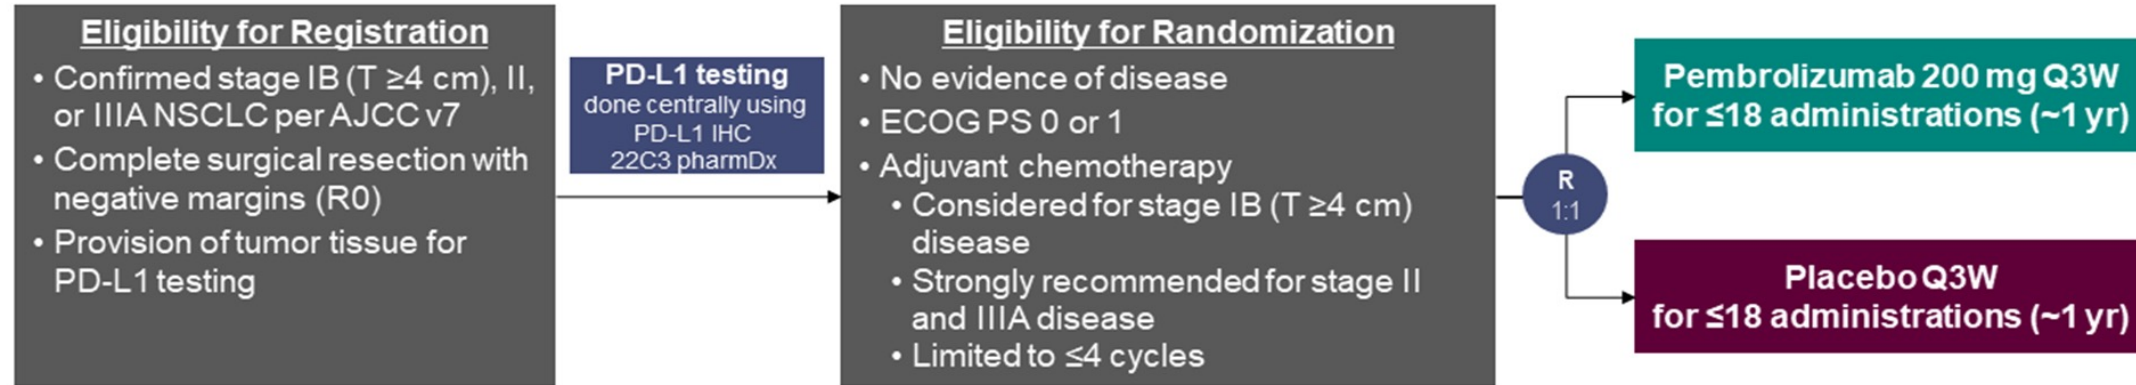 Eligibility for Registration
• Confirmed stage IB (T ≥4 cm), II,
or IIIA NSCLC per AJCC v7
• Complete surgical resection with
negative margins (R0)
• Provision of tumor tissue for
PD-L1 testing
PD-L1 testing
done centrally using
PD-L1 IHC
22C3 pharmDx
Eligibility for Randomization
• No evidence of disease
• ECOG PS 0 or 1
• Adjuvant chemotherapy
• Considered for stage IB (T ≥4 cm)
disease
• Strongly recommended for stage II
and IIIA disease
• Limited to ≤4 cycles
R
1:1
Pembrolizumab 200 mg Q3W
for ≤18 administrations (~1 yr)
Placebo Q3W
for ≤18 administrations (~1 yr)